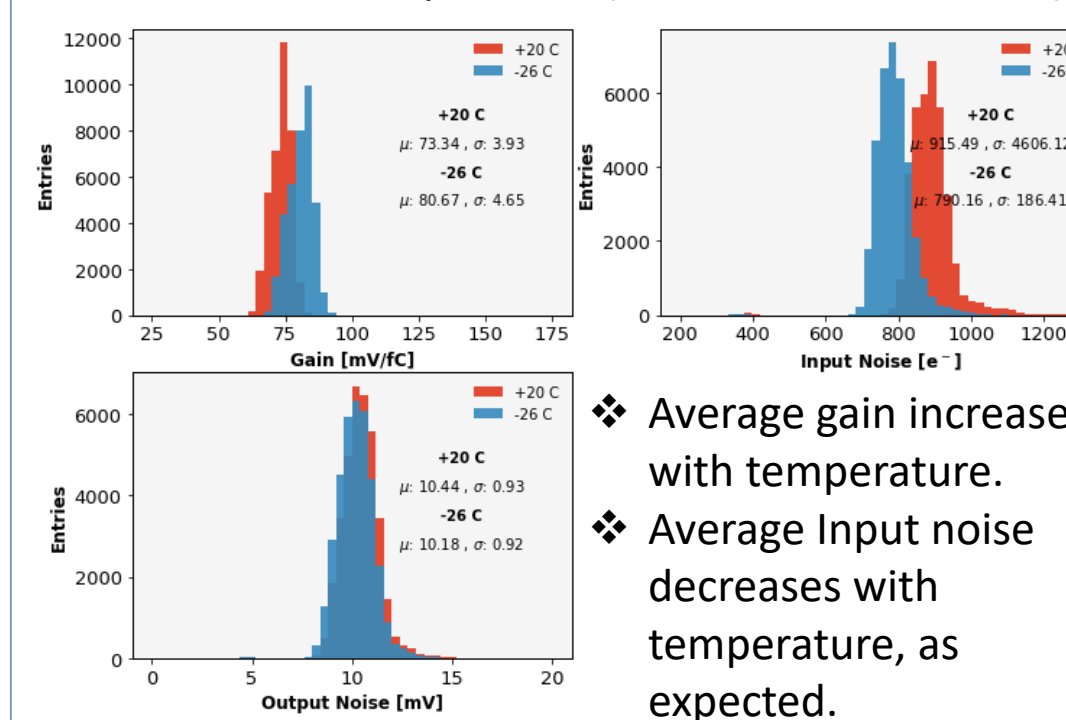 12000
10000
8000
6000
4000
2000
0
Entries
25 50 75 100 125 150 175
Gain [mV/fC]
+20 C
-26 C
+20 C
μ: 73.34 , σ: 3.93
-26 C
μ: 80.67 , σ: 4.65
6000
4000
2000
0
Entries
200 400 600 800 1000 1200
Input Noise [e⁻]
+20
-26
+20 C
μ: 915.49 , σ: 4606.12
-26 C
μ: 790.16 , σ: 186.41
6000
4000
2000
0
Entries
0 5 10 15 20
Output Noise [mV]
+20 C
-26 C
+20 C
μ: 10.44 , σ: 0.93
-26 C
μ: 10.18 , σ: 0.92
❖ Average gain increase
with temperature.
❖ Average Input noise
decreases with
temperature, as
expected.